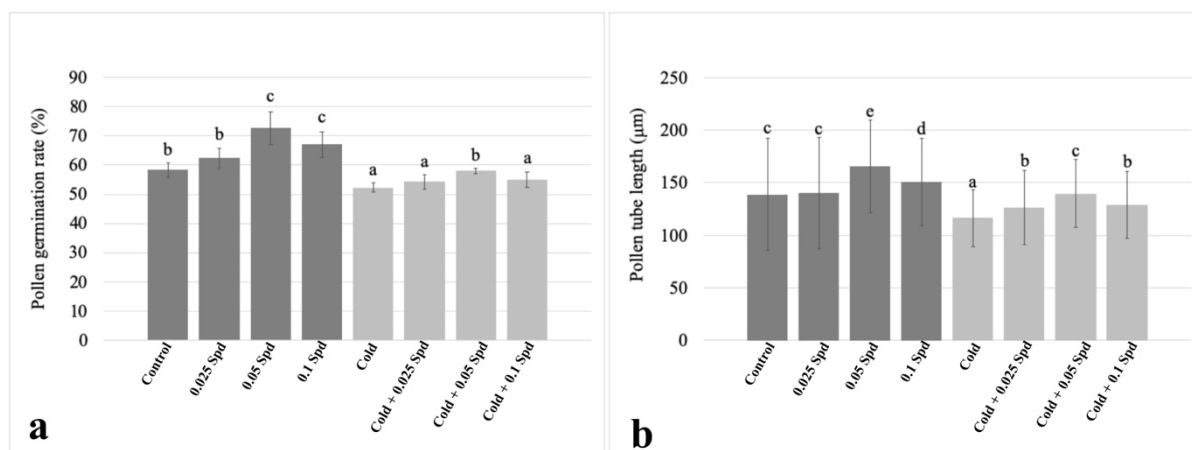 Pollen germination rate (%)
90
80
70
60
50
40
30
20
10
0
b
b
c
c
a
a
b
a
Control
0.025 Spd
0.05 Spd
0.1 Spd
Cold
Cold + 0.025 Spd
Cold + 0.05 Spd
Cold + 0.1 Spd
a
Pollen tube length (μm)
250
200
150
100
50
0
c
c
e
d
a
b
c
b
Control
0.025 Spd
0.05 Spd
0.1 Spd
Cold
Cold + 0.025 Spd
Cold + 0.05 Spd
Cold + 0.1 Spd
b